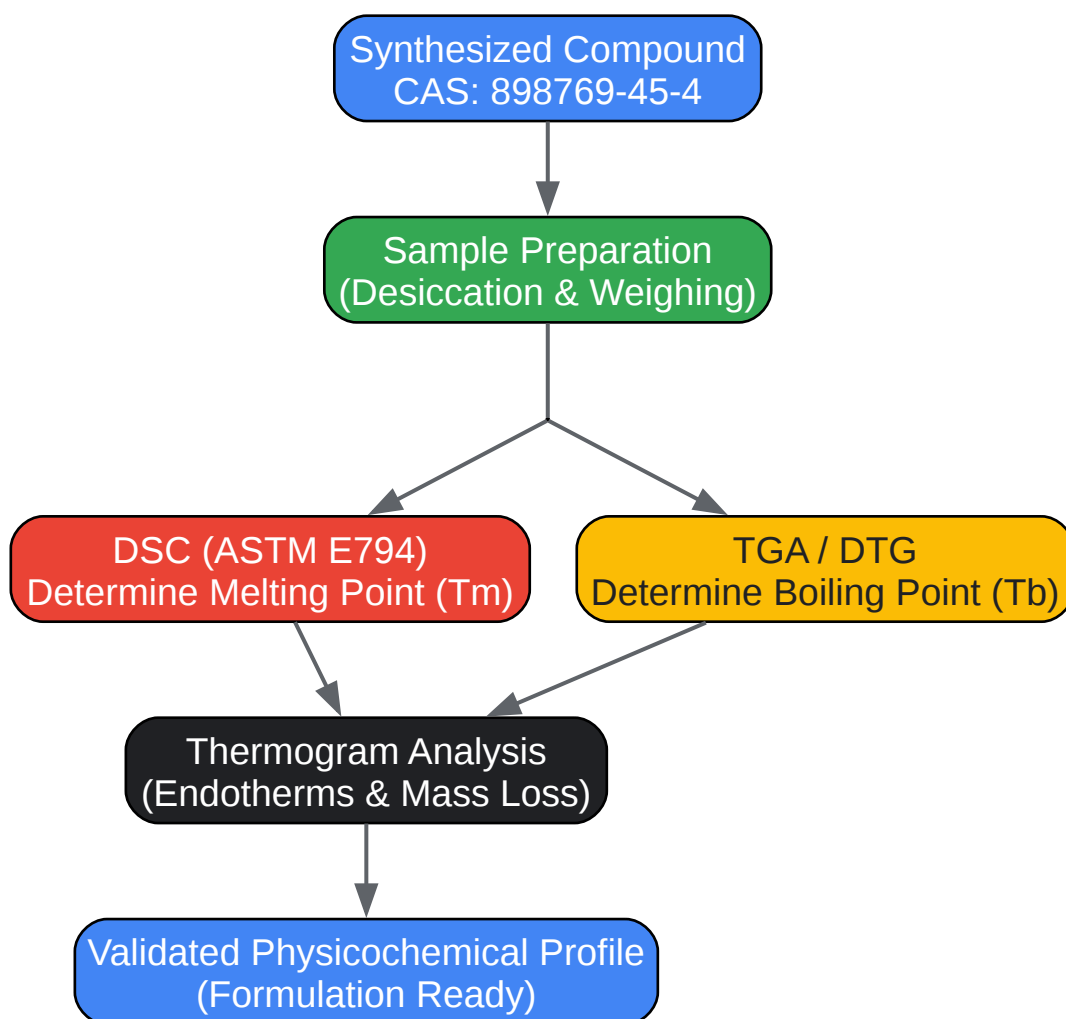 Synthesized Compound
CAS: 898769-45-4
Sample Preparation
(Desiccation & Weighing)
DSC (ASTM E794)
Determine Melting Point (Tm)
TGA / DTG
Determine Boiling Point (Tb)
Thermogram Analysis
(Endotherms & Mass Loss)
Validated Physicochemical Profile
(Formulation Ready)